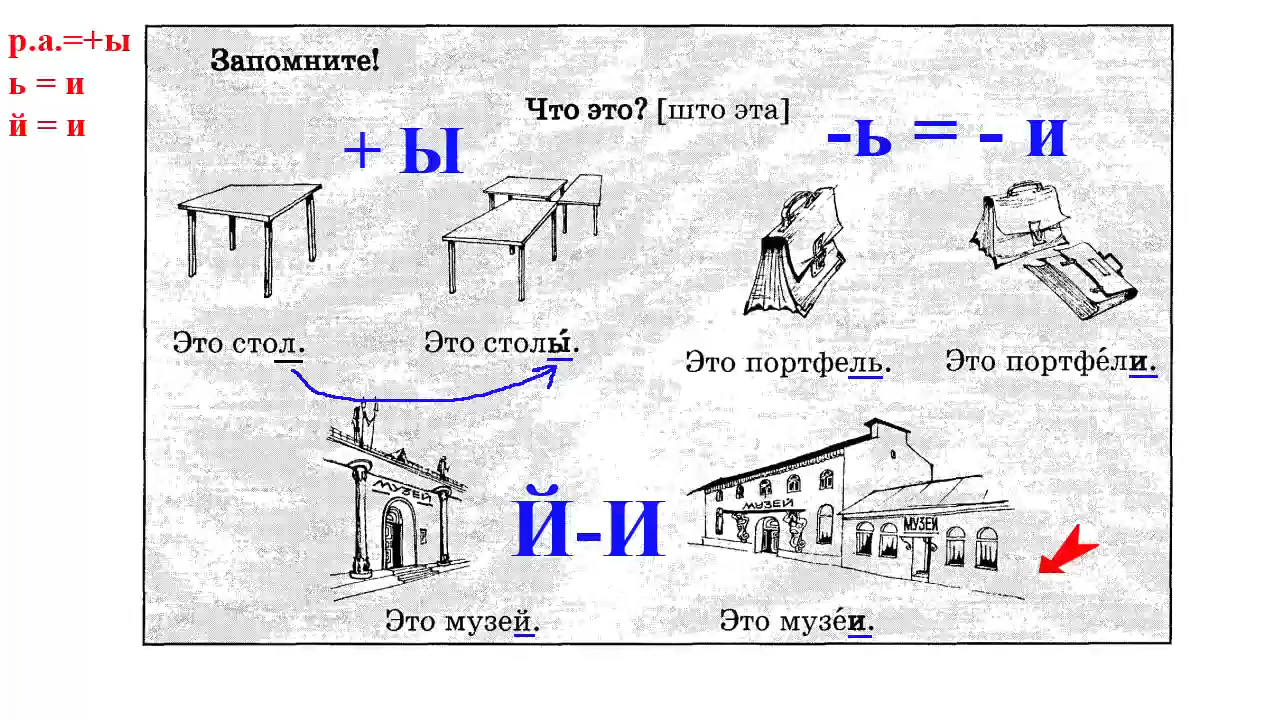 р.а.=+ы
ь = и
й = и
Запомните!
Что это? [што эта]
+ Ы
-ь = - и
Это стол.
Это столы́.
Это портфель.
Это портфе́ли.
МУЗЕЙ
Й-И
МУЗЕЙ
МУЗЕЙ
Это музей.
Это музе́и.